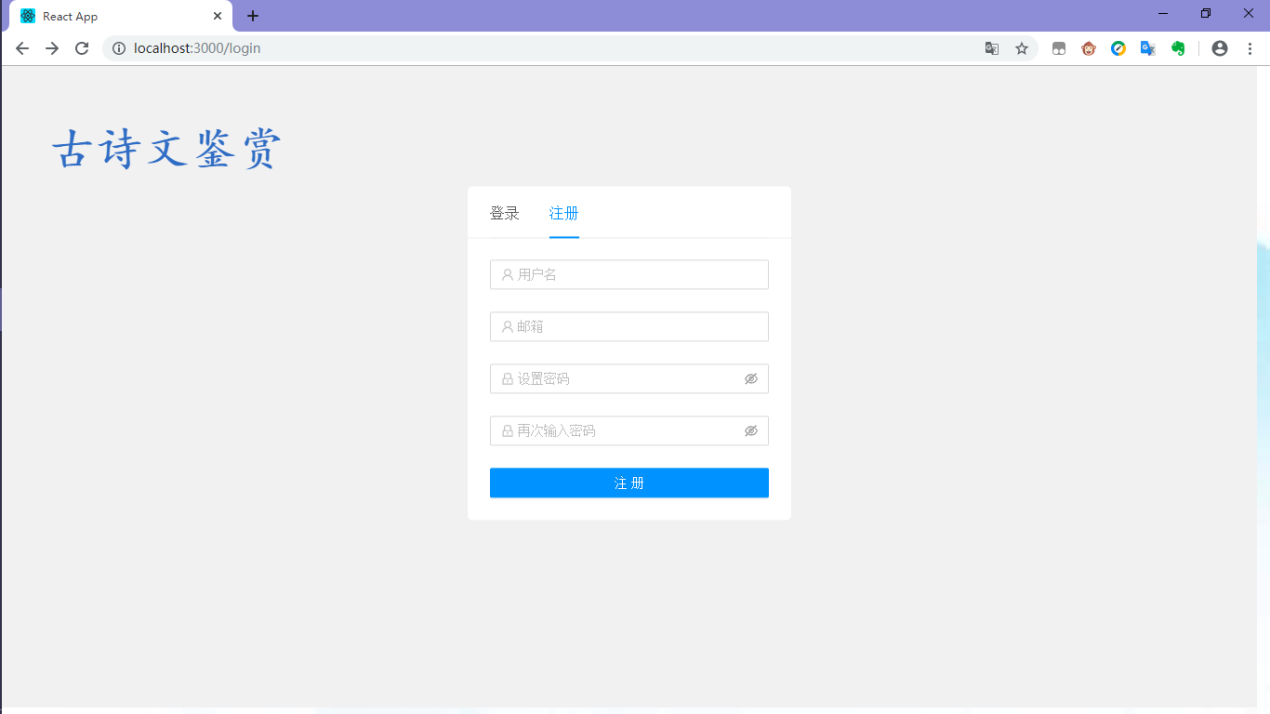 React App
localhost:3000/login
古诗文鉴赏
登录 注册
用户名
邮箱
设置密码
再次输入密码
注 册